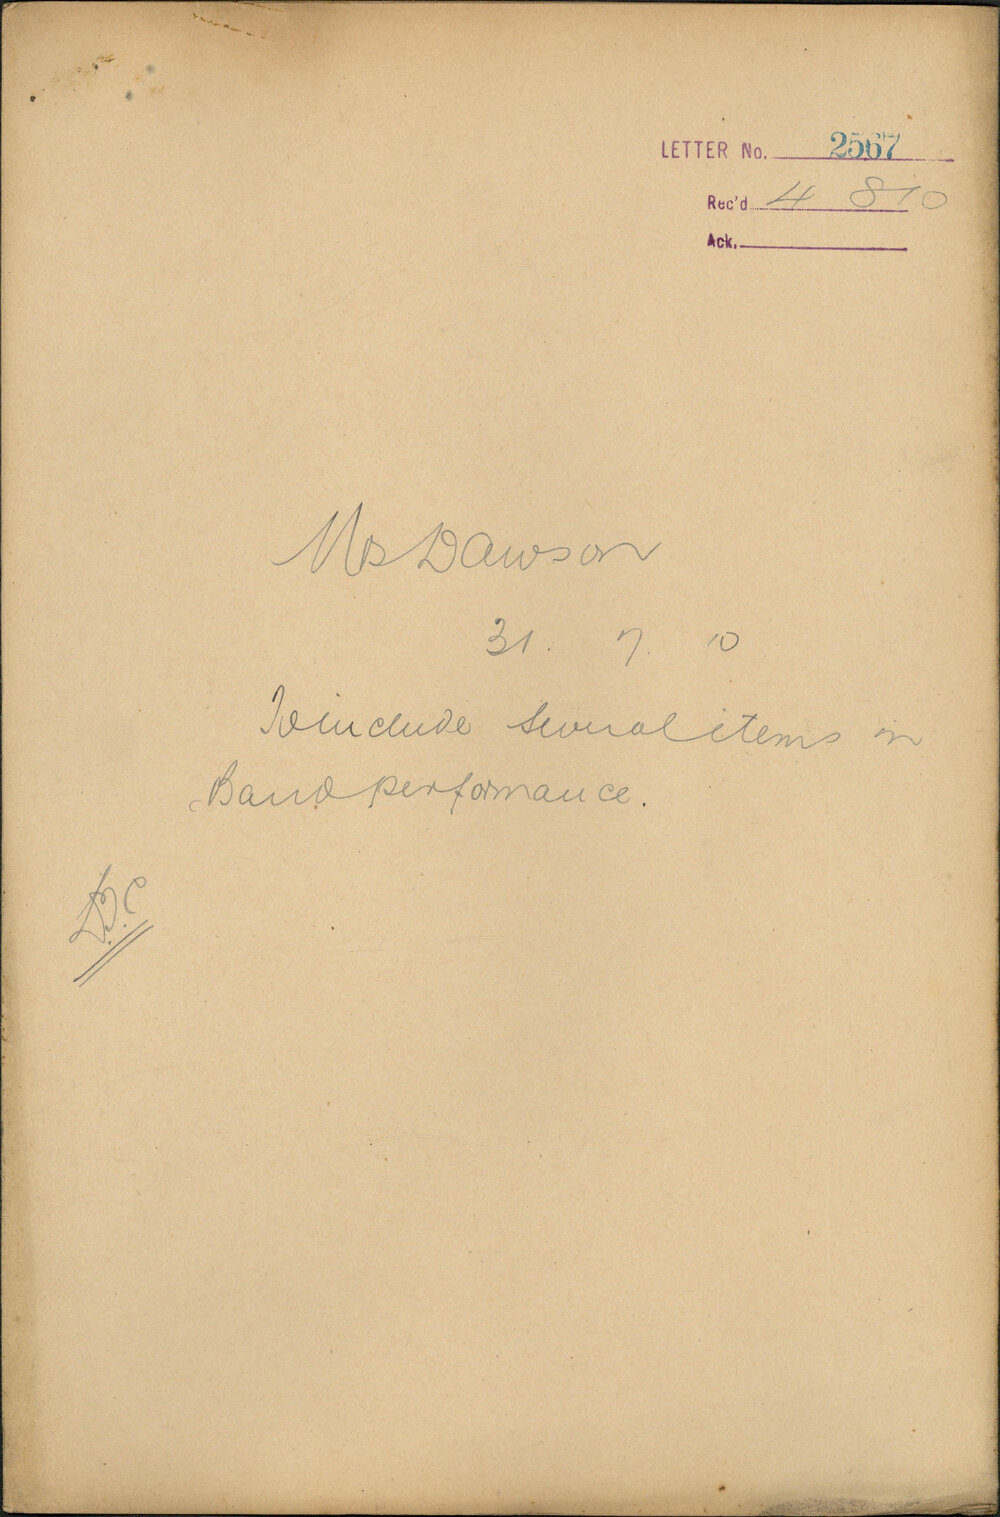 LETTER No. 2567
Rec'd 4 8 10
Ack.
Mrs Dawson
31. 7. 10
To include several items in
Band performance.